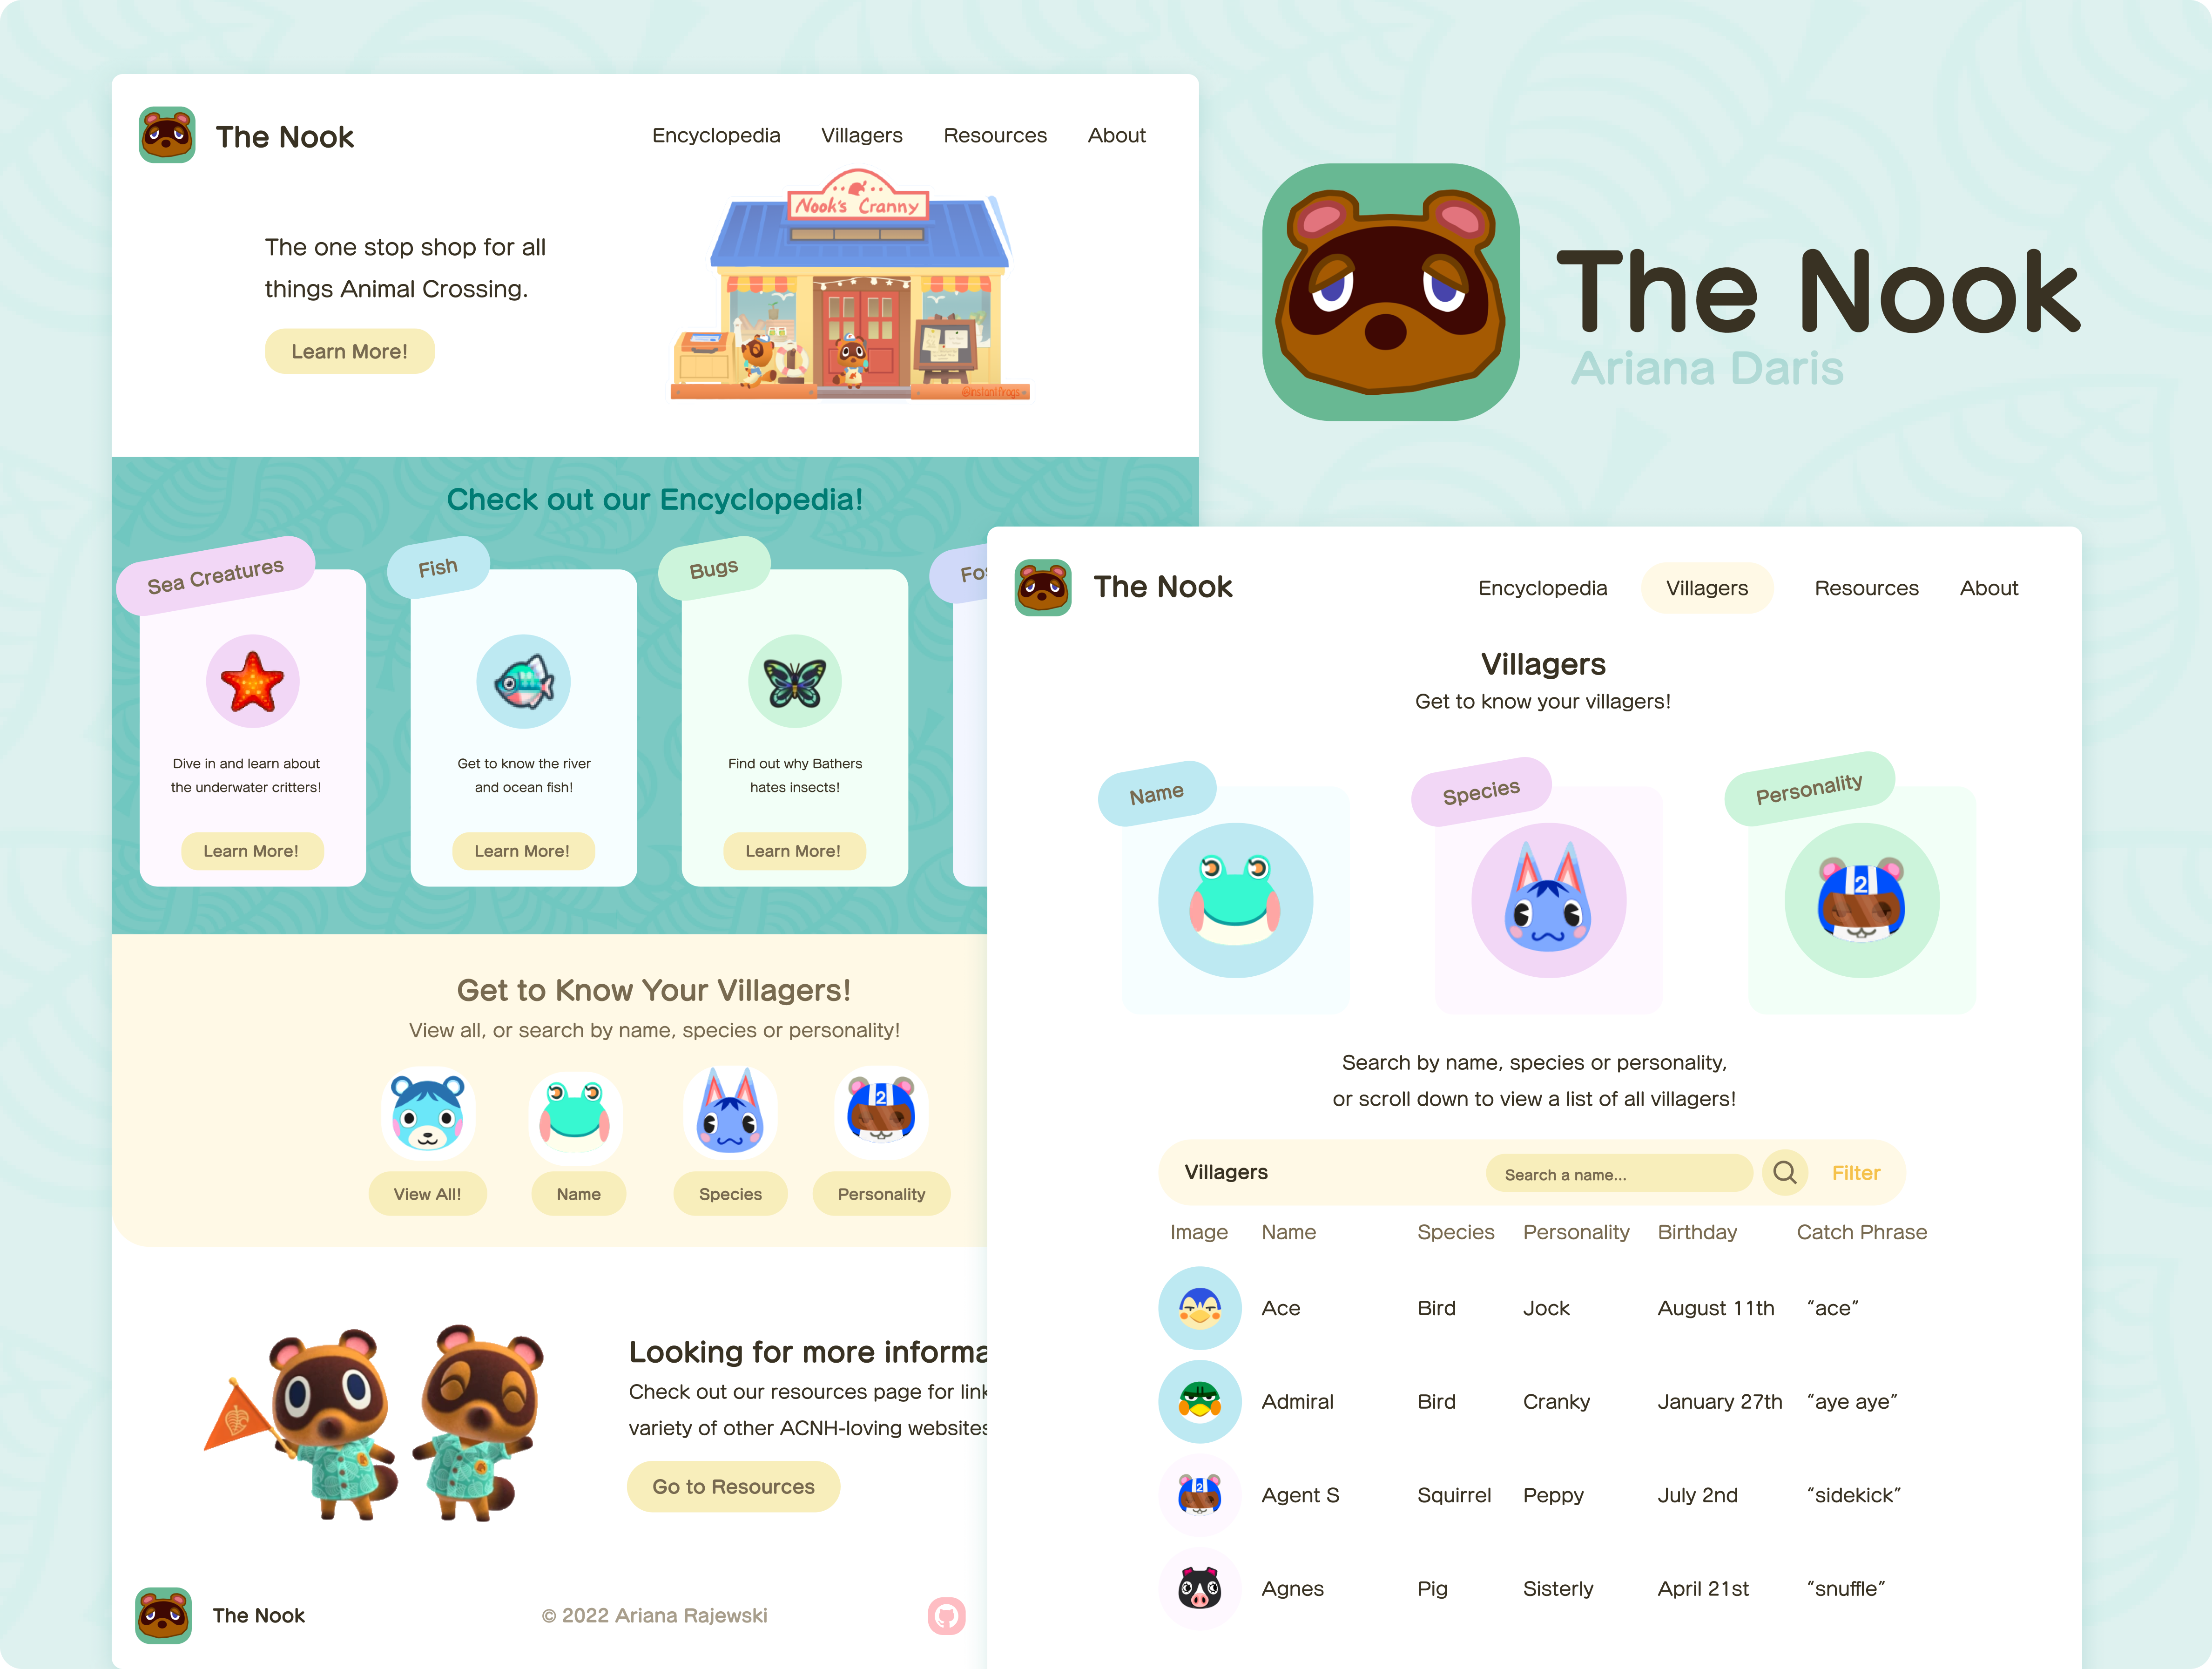 The Nook
Encyclopedia
Villagers
Resources
About
Nook's Cranny
The one stop shop for all
things Animal Crossing.
Learn More!
@instantfrogs
Check out our Encyclopedia!
Sea Creatures
Dive in and learn about
the underwater critters!
Learn More!
Fish
Get to know the river
and ocean fish!
Learn More!
Bugs
Find out why Bathers
hates insects!
Learn More!
Fos
Get to Know Your Villagers!
View all, or search by name, species or personality!
2
View All!
Name
Species
Personality
Looking for more informa
Check out our resources page for link
variety of other ACNH-loving websites
Go to Resources
The Nook
© 2022 Ariana Rajewski
The Nook
Ariana Daris
The Nook
Encyclopedia
Villagers
Resources
About
Villagers
Get to know your villagers!
Name
Species
Personality
2
Search by name, species or personality,
or scroll down to view a list of all villagers!
Villagers
Search a name...
Filter
Image Name Species Personality Birthday Catch Phrase
Ace Bird Jock August 11th “ace”
Admiral Bird Cranky January 27th “aye aye”
2
Agent S Squirrel Peppy July 2nd “sidekick”
Agnes Pig Sisterly April 21st “snuffle”